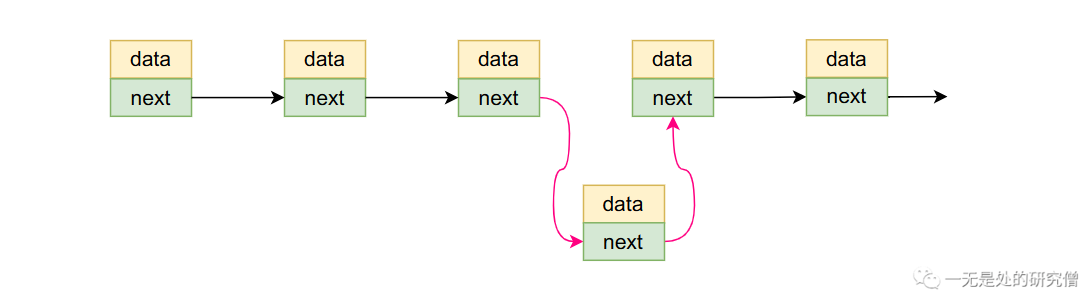 data data data data data
next next next next next
data
next
一无是处的研究僧